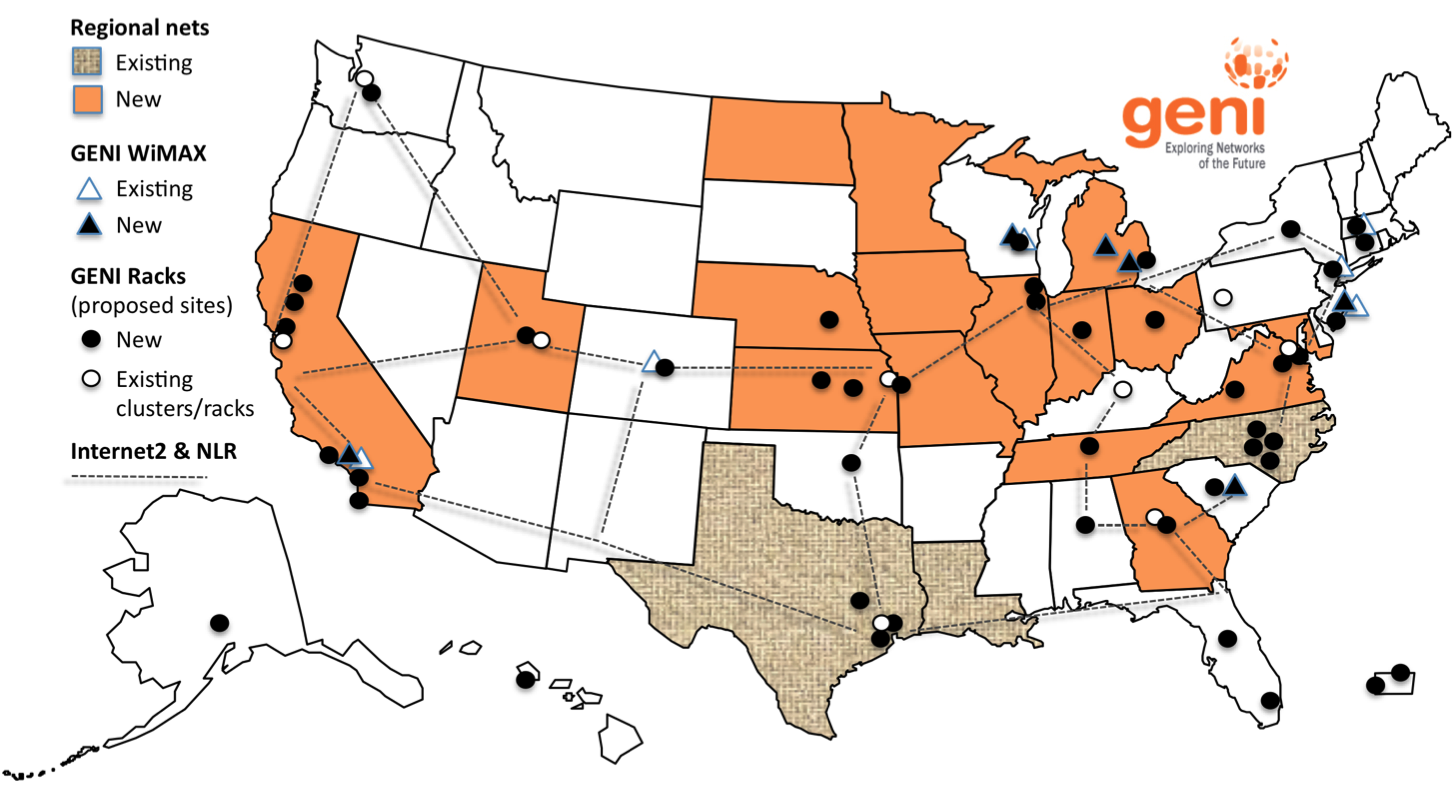 Regional nets
Existing
New
GENI WiMAX
Existing
New
GENI Racks
(proposed sites)
New
Existing
clusters/racks
Internet2 & NLR
geni
Exploring Networks
of the Future